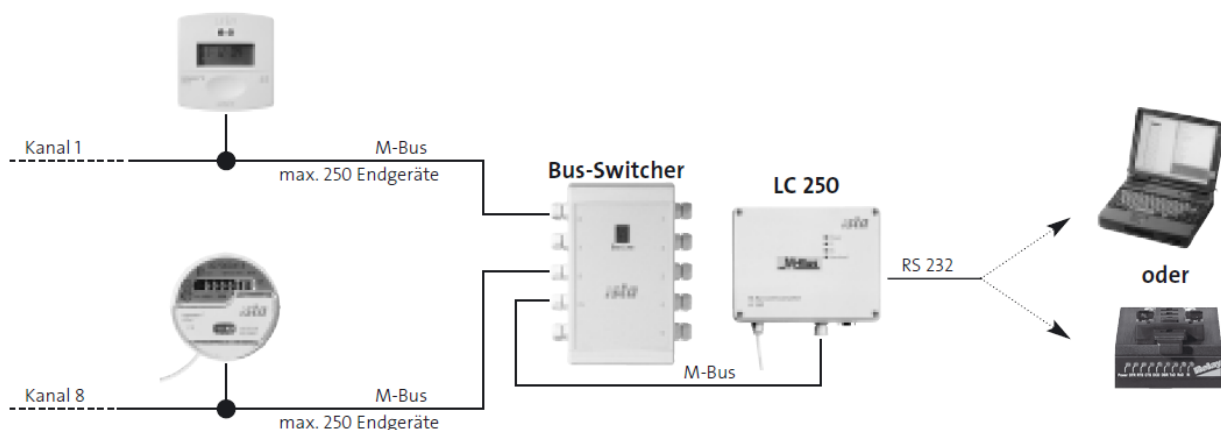 Kanal 1
M-Bus
max. 250 Endgeräte
Bus-Switcher
LC 250
ista
M-Bus
ista
RS 232
oder
ista
Kanal 8
M-Bus
max. 250 Endgeräte
M-Bus